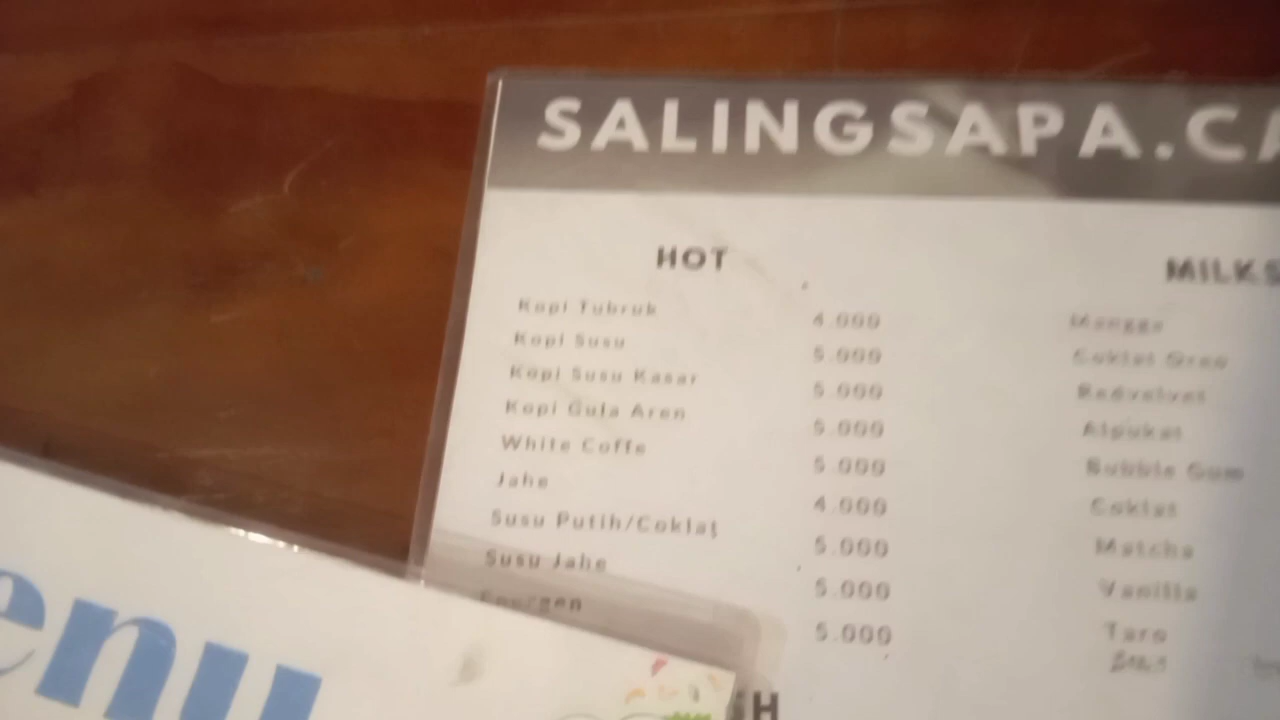 SALINGSAPA.CA
HOT
Kopi Tubruk 4.000
Kopi Susu 5.000
Kopi Susu Kasar 5.000
Kopi Gula Aren 5.000
White Coffe 5.000
Jahe 4.000
Susu Putih/Coklat 5.000
Susu Jahe 5.000
Energen 5.000
MILKS
Mangga
Coklat Oreo
Redvelvet
Alpukat
Bubble Gum
Coklat
Matcha
Vanilla
Taro
enu
SH